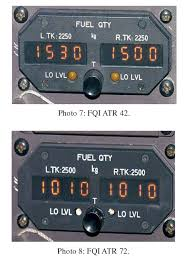 FUEL QTY
L.TK:2250 kg R.TK:2250
1530 1500
LO LVL T LO LVL
Photo 7: FQI ATR 42.
FUEL QTY
L.TK:2500 kg R.TK:2500
1010 1010
LO LVL T LO LVL
Photo 8: FQI ATR 72.